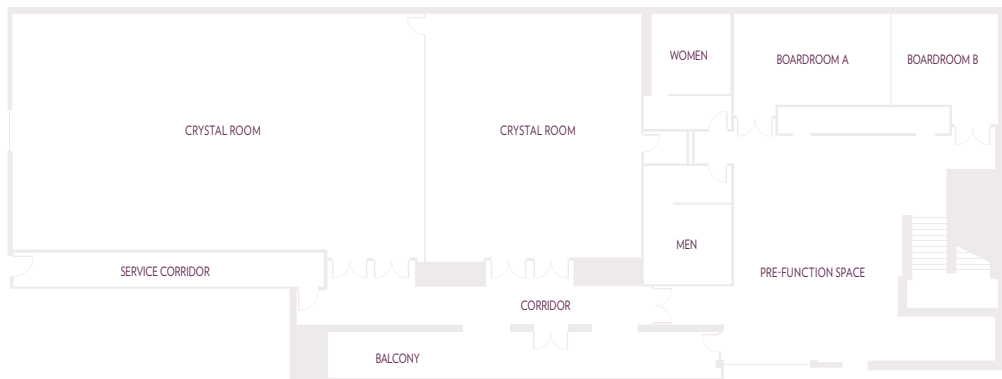 WOMEN
BOARDROOM A
BOARDROOM B
CRYSTAL ROOM
CRYSTAL ROOM
MEN
SERVICE CORRIDOR
PRE-FUNCTION SPACE
CORRIDOR
BALCONY